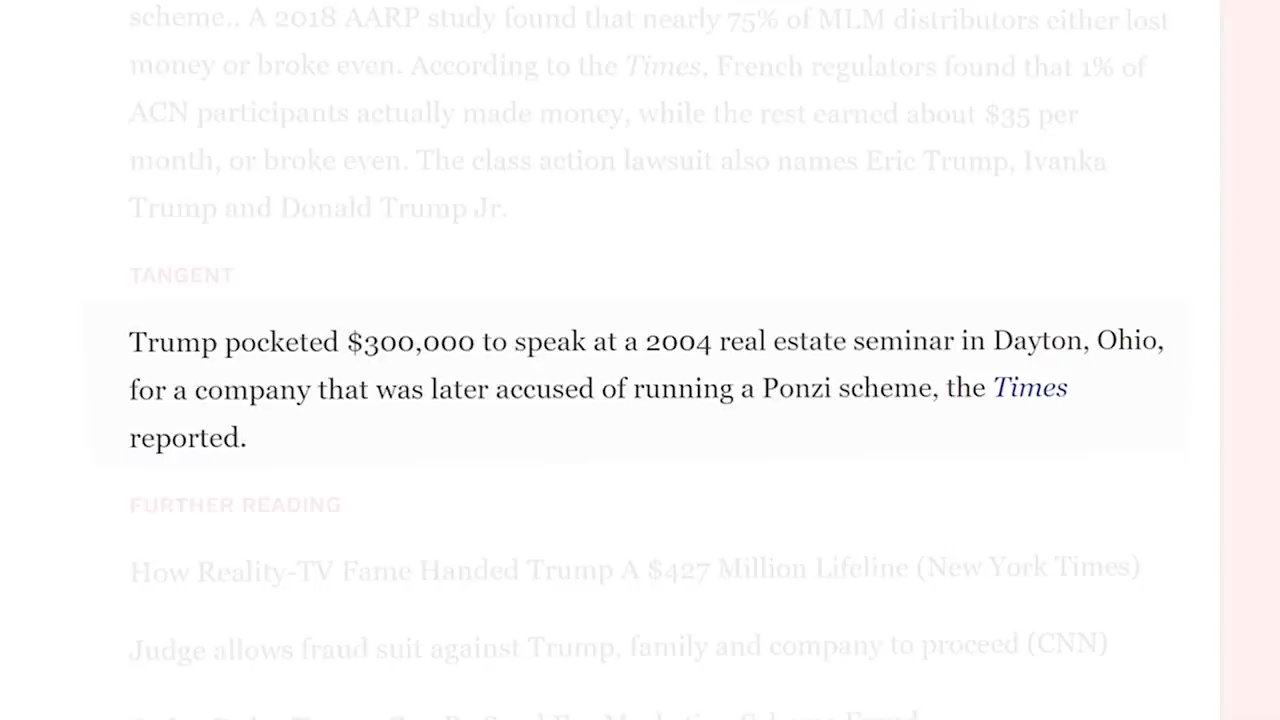 scheme.. A 2018 AARP study found that nearly 75% of MLM distributors either lost
money or broke even. According to the Times, French regulators found that 1% of
ACN participants actually made money, while the rest earned about $35 per
month, or broke even. The class action lawsuit also names Eric Trump, Ivanka
Trump and Donald Trump Jr.
TANGENT
Trump pocketed $300,000 to speak at a 2004 real estate seminar in Dayton, Ohio,
for a company that was later accused of running a Ponzi scheme, the Times
reported.
FURTHER READING
How Reality-TV Fame Handed Trump A $427 Million Lifeline (New York Times)
Judge allows fraud suit against Trump, family and company to proceed (CNN)